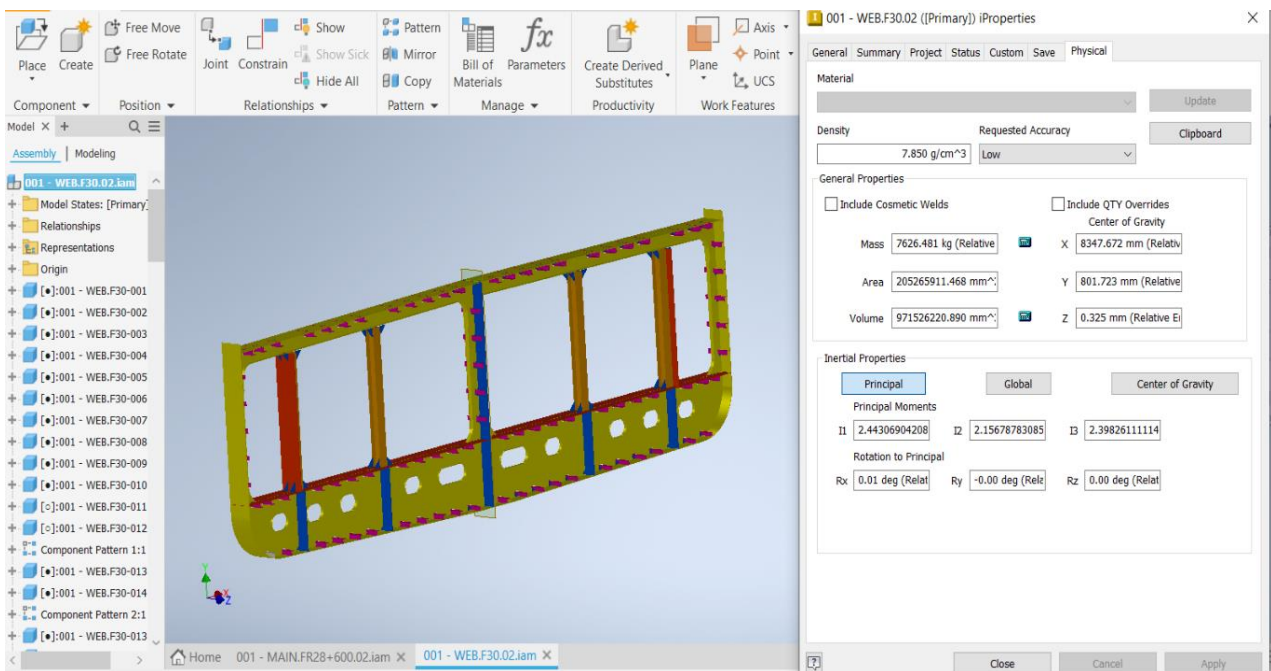 Free Move
Free Rotate
Place
Create
Component
Position
Joint
Constrain
Show
Show Sick
Hide All
Relationships
Pattern
Mirror
Copy
Pattern
Bill of
Materials
fx
Parameters
Manage
Create Derived
Substitutes
Productivity
Plane
Axis
Point
UCS
Work Features
Model X +
Assembly | Modeling
001 - WEB.F30.02.iam
Model States: [Primary]
Relationships
Representations
Origin
[●]:001 - WEB.F30-001
[●]:001 - WEB.F30-002
[●]:001 - WEB.F30-003
[●]:001 - WEB.F30-004
[●]:001 - WEB.F30-005
[●]:001 - WEB.F30-006
[●]:001 - WEB.F30-007
[●]:001 - WEB.F30-008
[●]:001 - WEB.F30-009
[●]:001 - WEB.F30-010
[○]:001 - WEB.F30-011
[○]:001 - WEB.F30-012
Component Pattern 1:1
[●]:001 - WEB.F30-013
[●]:001 - WEB.F30-014
Component Pattern 2:1
[●]:001 - WEB.F30-013
Y
X
Z
Home 001 - MAIN.FR28+600.02.iam X 001 - WEB.F30.02.iam X
001 - WEB.F30.02 ([Primary]) iProperties
General Summary Project Status Custom Save Physical
Material
Update
Density
Requested Accuracy
Clipboard
7.850 g/cm^3
Low
General Properties
Include Cosmetic Welds
Include QTY Overrides
Center of Gravity
Mass 7626.481 kg (Relative
X 8347.672 mm (Relativ
Area 205265911.468 mm^
Y 801.723 mm (Relative
Volume 971526220.890 mm^
Z 0.325 mm (Relative Er
Inertial Properties
Principal
Global
Center of Gravity
Principal Moments
I1 2.44306904208
I2 2.15678783085
I3 2.39826111114
Rotation to Principal
Rx 0.01 deg (Relat
Ry -0.00 deg (Rela
Rz 0.00 deg (Relat
?
Close
Cancel
Apply